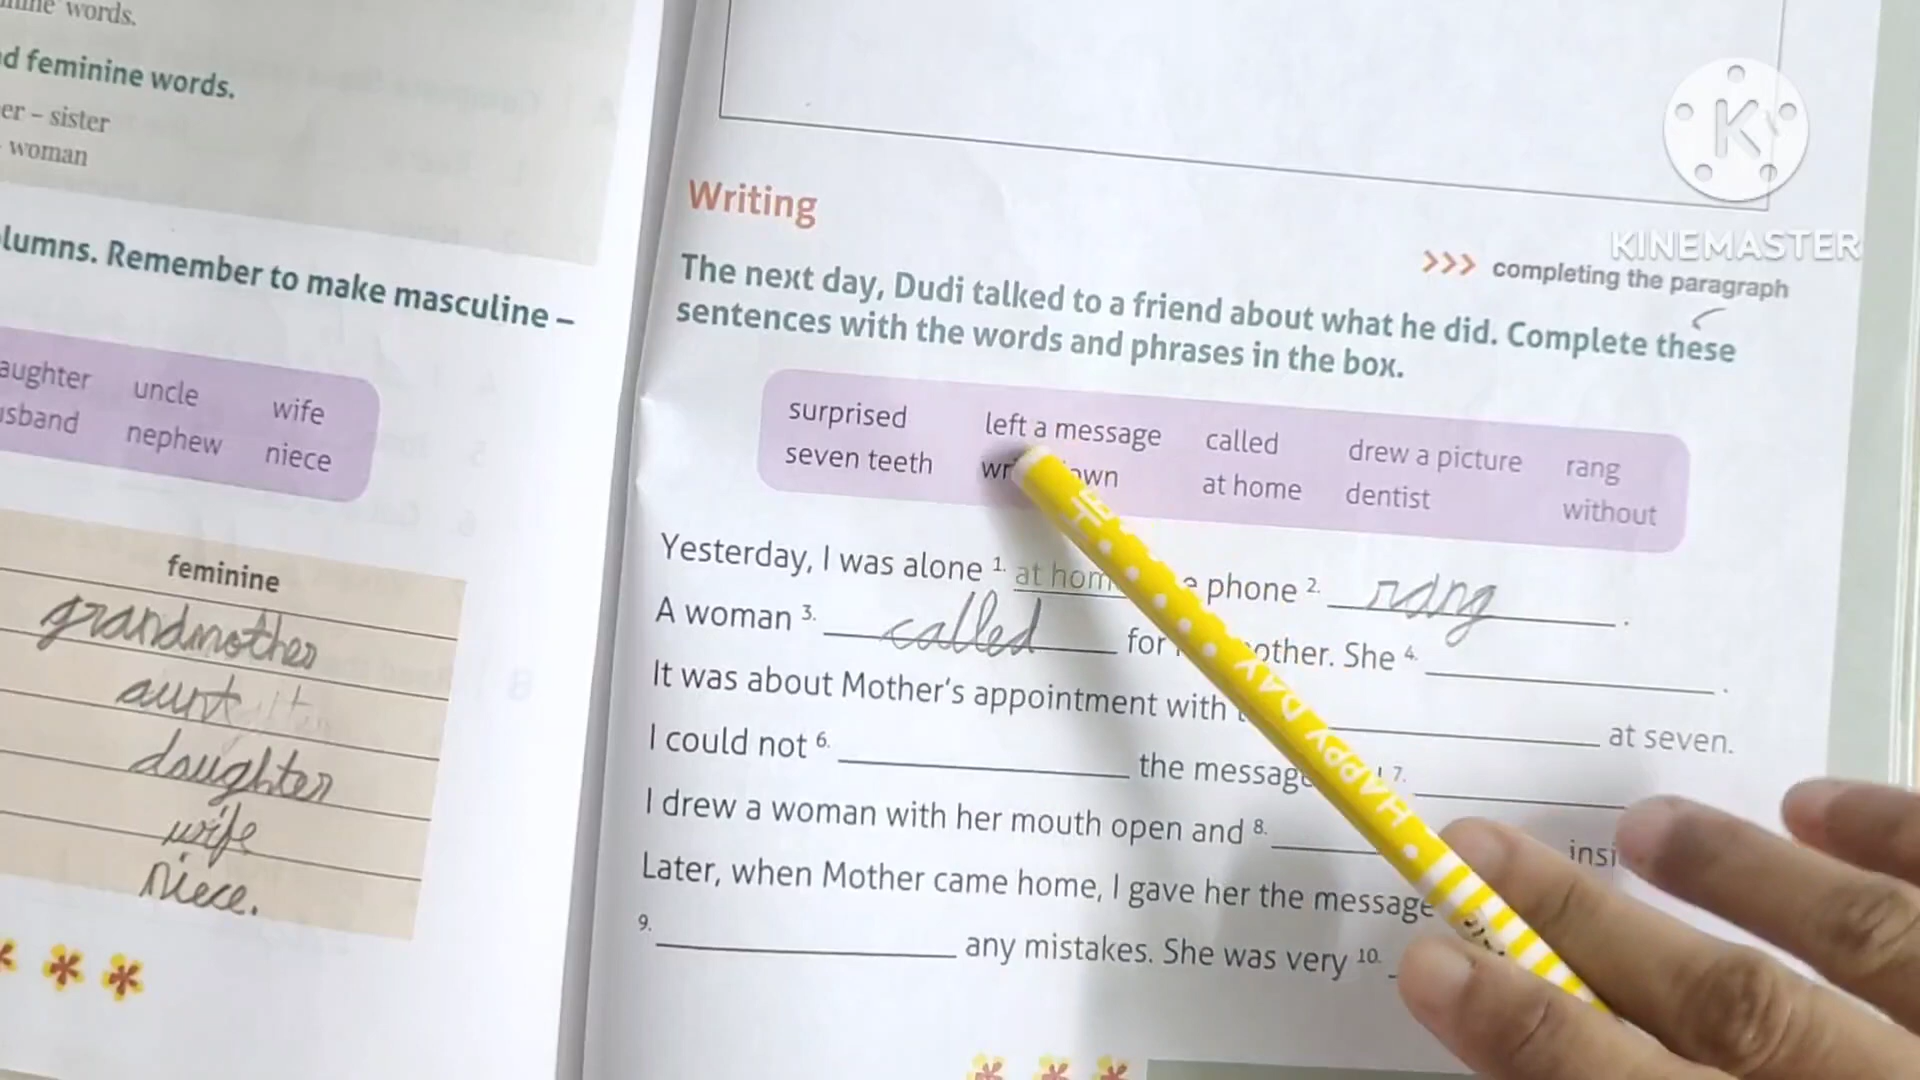 words.
d feminine words.
er – sister
- woman
lumns. Remember to make masculine –
aughter uncle wife
usband nephew niece
feminine
grandmother
aunt
daughter
wife
Niece.
KINEMASTER
Writing
>>> completing the paragraph
The next day, Dudi talked to a friend about what he did. Complete these
sentences with the words and phrases in the box.
surprised left a message called drew a picture rang
seven teeth own at home dentist without
Yesterday, I was alone 1. at hom phone 2. rang .
A woman 3. called for other. She 4. .
It was about Mother's appointment with at seven.
I could not 6. the message 7.
I drew a woman with her mouth open and 8. insi
Later, when Mother came home, I gave her the message
9. any mistakes. She was very 10.
HAPPY DAY